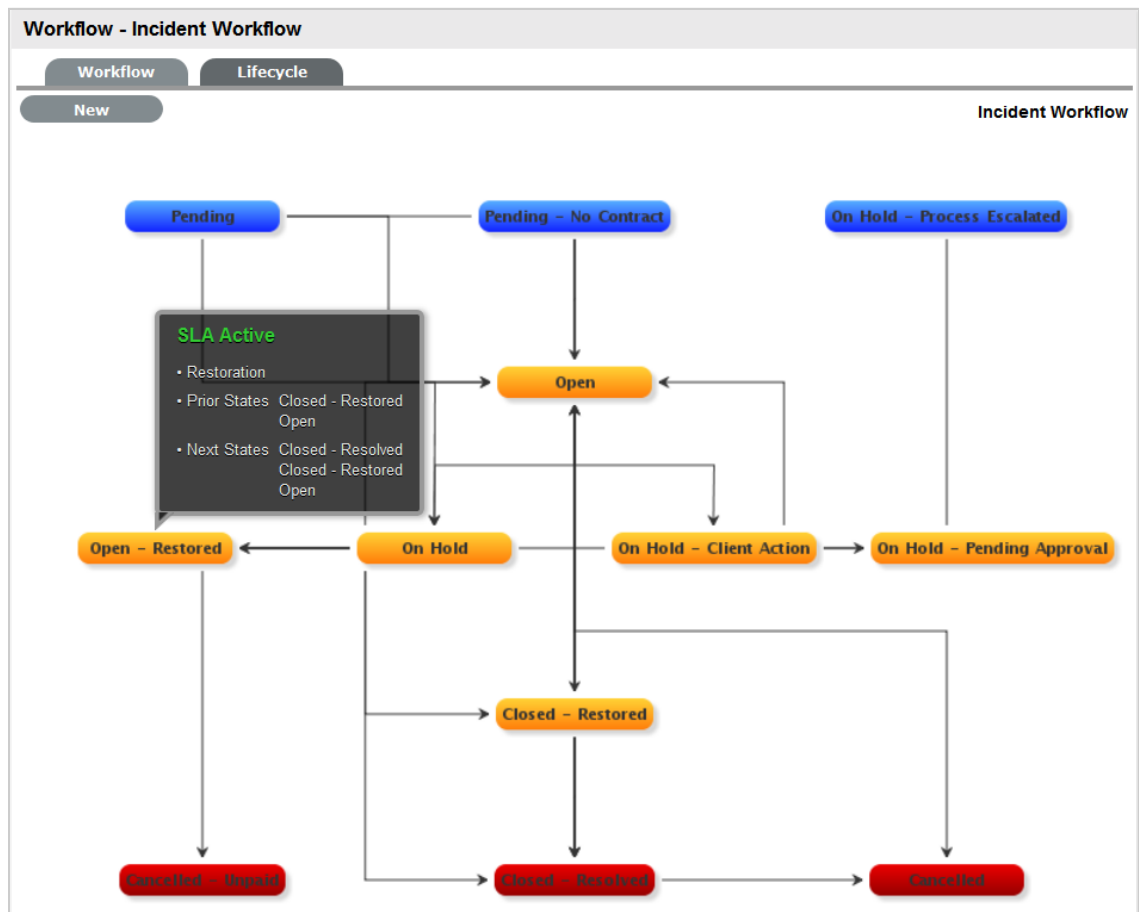 Workflow - Incident Workflow
Workflow Lifecycle
New
Incident Workflow
Pending
Pending - No Contract
On Hold - Process Escalated
SLA Active
• Restoration
• Prior States Closed - Restored
Open
• Next States Closed - Resolved
Closed - Restored
Open
Open
Open - Restored
On Hold
On Hold - Client Action
On Hold - Pending Approval
Closed - Restored
Cancelled - Unpaid
Closed - Resolved
Cancelled